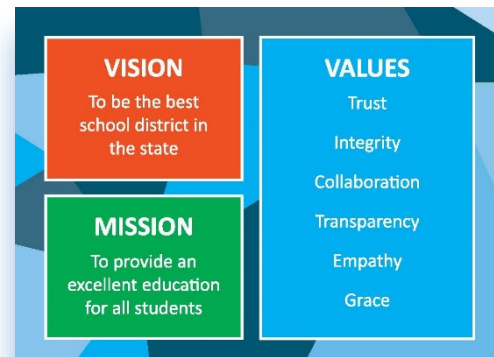 VISION
To be the best
school district in
the state
MISSION
To provide an
excellent education
for all students
VALUES
Trust
Integrity
Collaboration
Transparency
Empathy
Grace